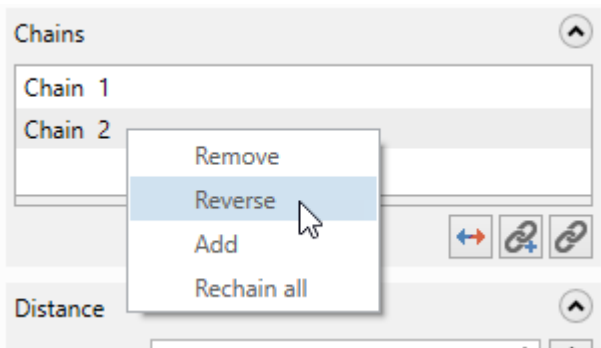 Chains
Chain 1
Chain 2
Remove
Reverse
Add
Rechain all
Distance